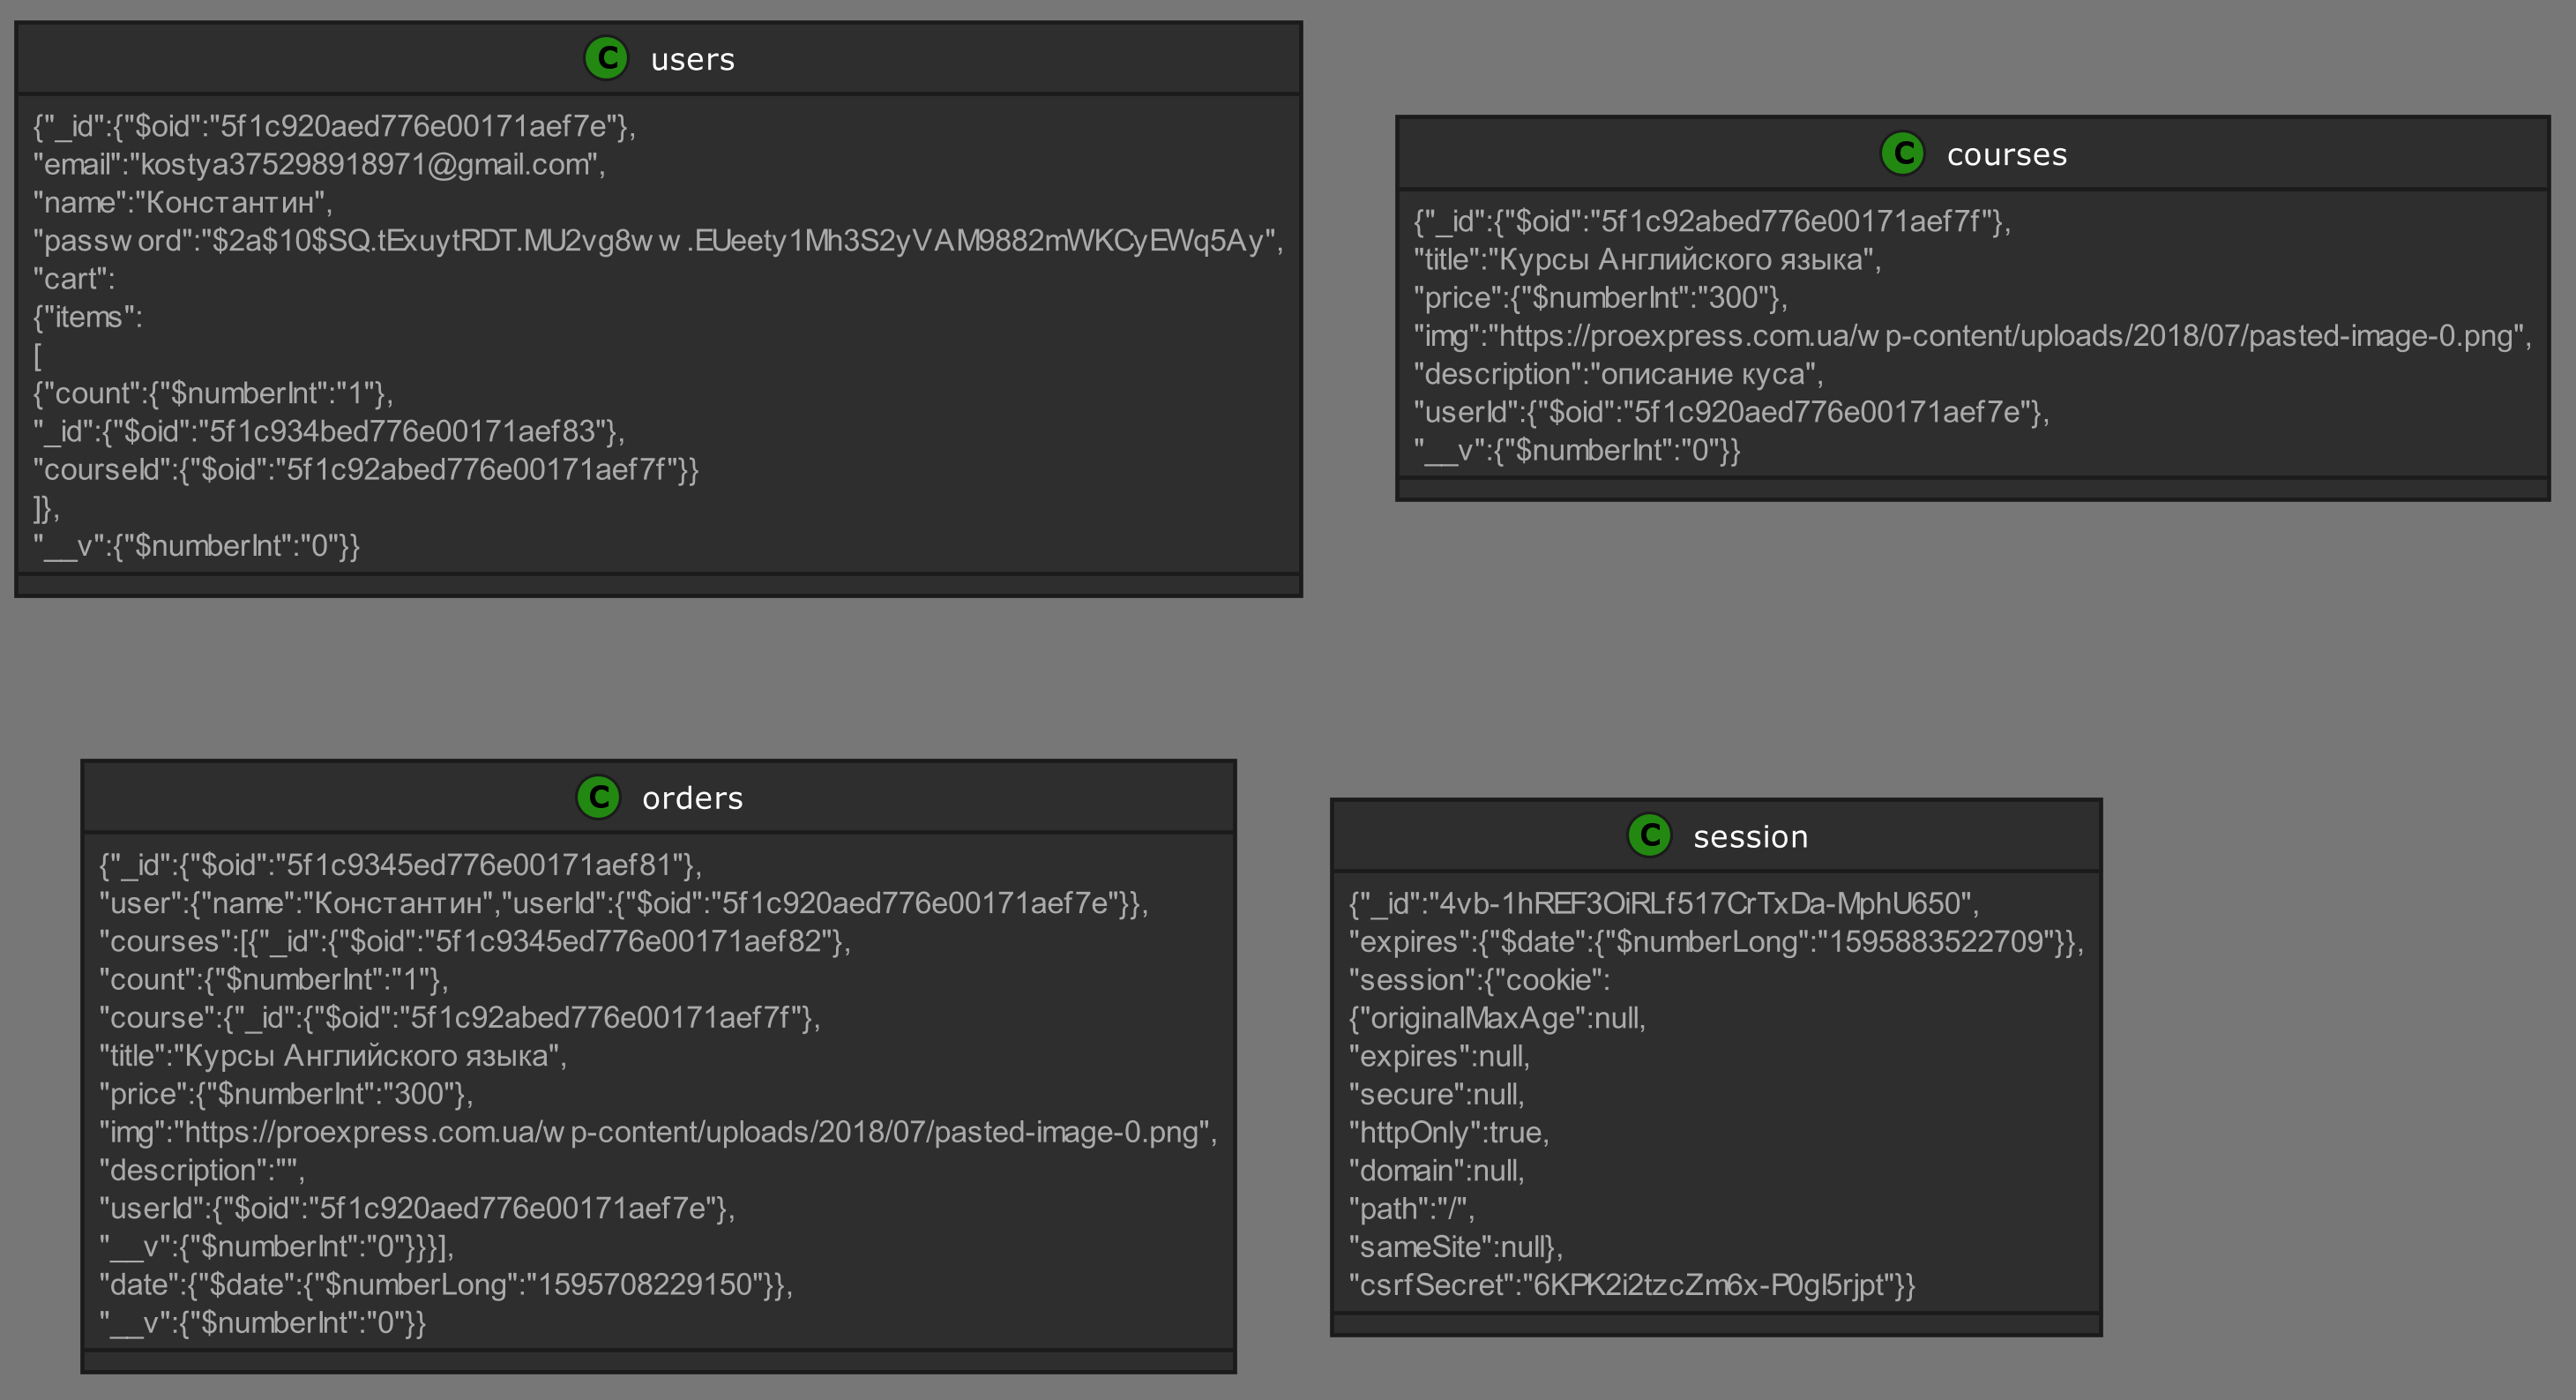 C users
{"_id":{"$oid":"5f1c920aed776e00171aef7e"},
"email":"kostya375298918971@gmail.com",
"name":"Константин",
"password":"$2a$10$SQ.tExuytRDT.MU2vg8ww.EUeety1Mh3S2yVAM9882mWKCyEWq5Ay",
"cart":
{"items":
[
{"count":{"$numberInt":"1"},
"_id":{"$oid":"5f1c934bed776e00171aef83"},
"courseId":{"$oid":"5f1c92abed776e00171aef7f"}}
]},
"__v":{"$numberInt":"0"}}
C courses
{"_id":{"$oid":"5f1c92abed776e00171aef7f"},
"title":"Курсы Английского языка",
"price":{"$numberInt":"300"},
"img":"https://proexpress.com.ua/wp-content/uploads/2018/07/pasted-image-0.png",
"description":"описание куса",
"userId":{"$oid":"5f1c920aed776e00171aef7e"},
"__v":{"$numberInt":"0"}}
C orders
{"_id":{"$oid":"5f1c9345ed776e00171aef81"},
"user":{"name":"Константин","userId":{"$oid":"5f1c920aed776e00171aef7e"}},
"courses":[{"_id":{"$oid":"5f1c9345ed776e00171aef82"},
"count":{"$numberInt":"1"},
"course":{"_id":{"$oid":"5f1c92abed776e00171aef7f"},
"title":"Курсы Английского языка",
"price":{"$numberInt":"300"},
"img":"https://proexpress.com.ua/wp-content/uploads/2018/07/pasted-image-0.png",
"description":"",
"userId":{"$oid":"5f1c920aed776e00171aef7e"},
"__v":{"$numberInt":"0"}}}],
"date":{"$date":{"$numberLong":"1595708229150"}},
"__v":{"$numberInt":"0"}}
C session
{"_id":"4vb-1hREF3OiRLf517CrTxDa-MphU650",
"expires":{"$date":{"$numberLong":"1595883522709"}},
"session":{"cookie":
{"originalMaxAge":null,
"expires":null,
"secure":null,
"httpOnly":true,
"domain":null,
"path":"/",
"sameSite":null},
"csrfSecret":"6KPK2i2tzcZm6x-P0gI5rjpt"}}